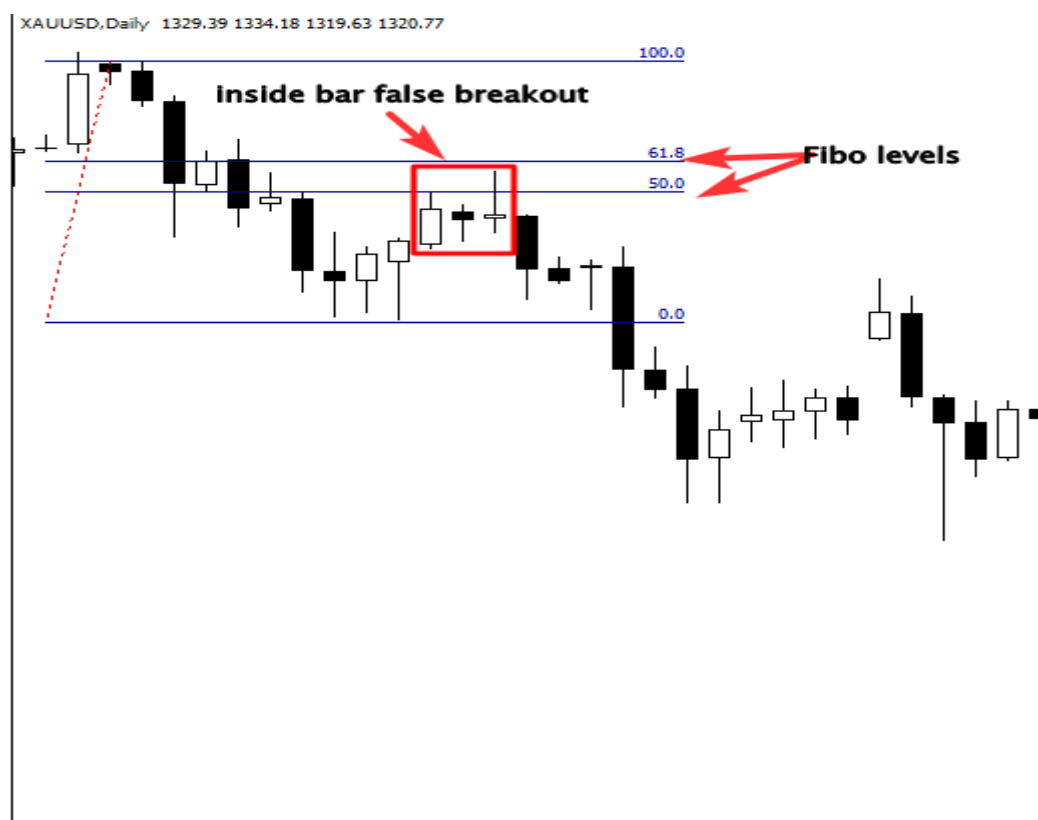 XAUUSD,Daily 1329.39 1334.18 1319.63 1320.77
100.0
inside bar false breakout
61.8
Fibo levels
50.0
0.0